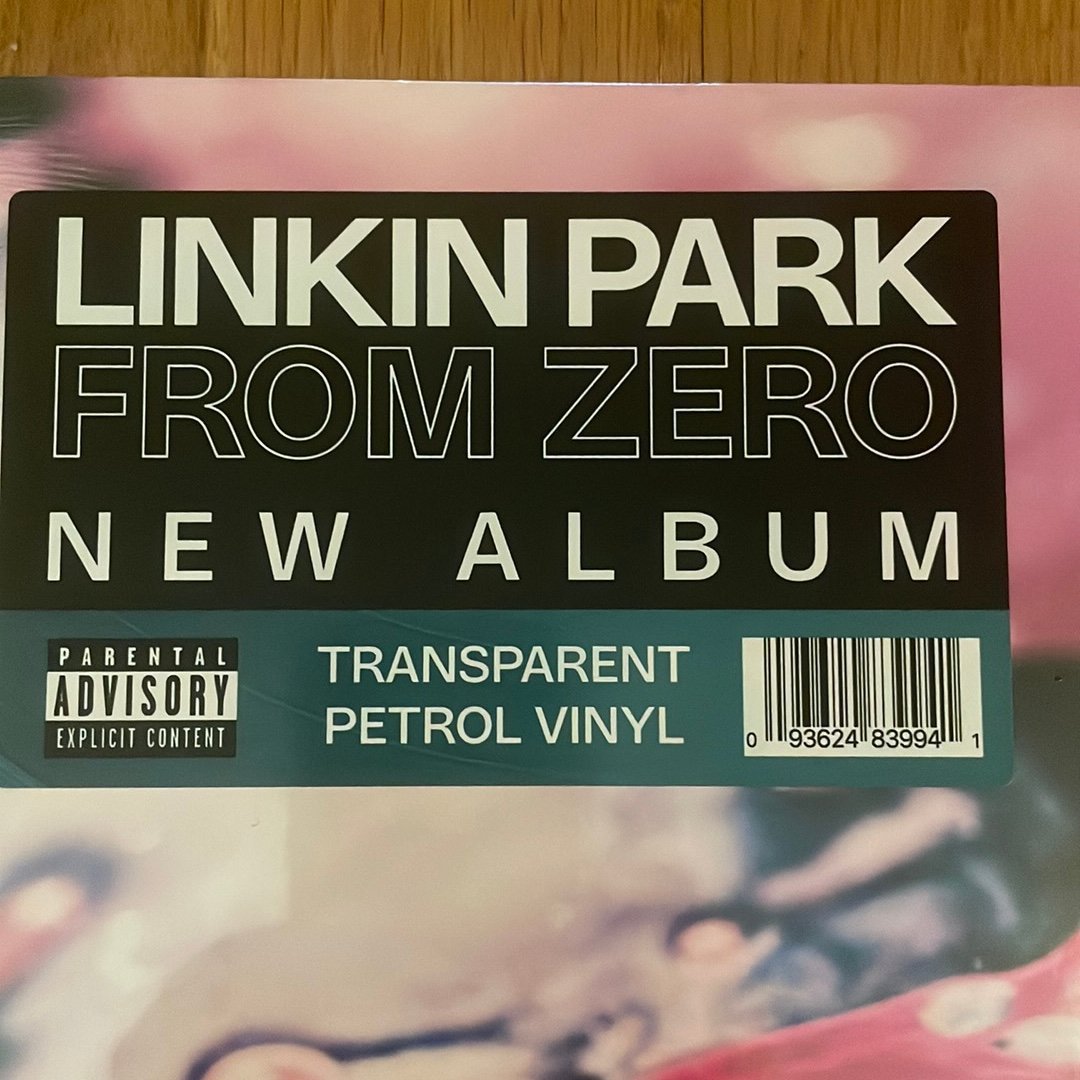 LINKIN PARK
FROM ZERO
NEW ALBUM
PARENTAL
ADVISORY
EXPLICIT CONTENT
TRANSPARENT
PETROL VINYL
0 93624 83994 1